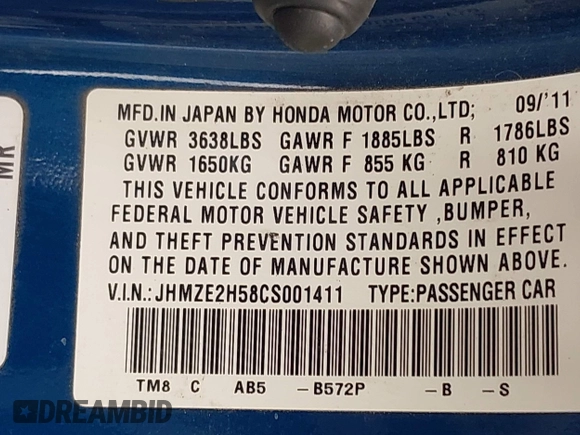 MFD.IN JAPAN BY HONDA MOTOR CO.,LTD; 09/'11
GVWR 3638LBS GAWR F 1885LBS R 1786LBS
GVWR 1650KG GAWR F 855 KG R 810 KG
THIS VEHICLE CONFORMS TO ALL APPLICABLE
FEDERAL MOTOR VEHICLE SAFETY ,BUMPER,
AND THEFT PREVENTION STANDARDS IN EFFECT
ON THE DATE OF MANUFACTURE SHOWN ABOVE.
V.I.N.:JHMZE2H58CS001411 TYPE:PASSENGER CAR
TM8 C AB5 -B572P -B -S
MR
DREAMBID